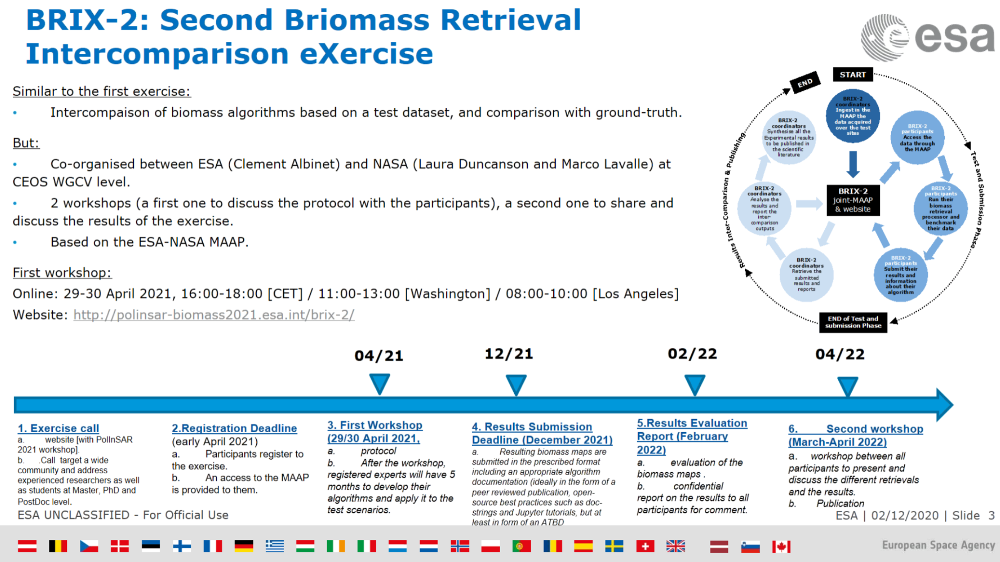 BRIX-2: Second Briomass Retrieval
Intercomparison eXercise
esa
Similar to the first exercise:
• Intercompaison of biomass algorithms based on a test dataset, and comparison with ground-truth.
But:
• Co-organised between ESA (Clement Albinet) and NASA (Laura Duncanson and Marco Lavalle) at
CEOS WGCV level.
• 2 workshops (a first one to discuss the protocol with the participants), a second one to share and
discuss the results of the exercise.
• Based on the ESA-NASA MAAP.
First workshop:
Online: 29-30 April 2021, 16:00-18:00 [CET] / 11:00-13:00 [Washington] / 08:00-10:00 [Los Angeles]
Website: http://polinsar-biomass2021.esa.int/brix-2/
START
BRIX-2
coordinators
Ingest in the
MAAP the
data acquired
over the test
sites
BRIX-2
participants
Access the
data through
the MAAP
Test and Submission Phase
BRIX-2
participants
Run their
biomass
retrieval
processor and
benchmark
their data
BRIX-2
participants
Submit their
results and
information
about their
algorithm
BRIX-2
joint-MAAP
& website
END of Test and
submission Phase
BRIX-2
coordinators
Retrieve the
submitted
results and
reports
BRIX-2
coordinators
Analyse the
results and
report the
inter-
comparison
outputs
BRIX-2
coordinators
Synthesise all the
Experimental results
to be published in
the scientific
literature
Results Inter-Comparison & Publishing
END
04/21
12/21
02/22
04/22
1. Exercise call
a. website [with PolInSAR
2021 workshop].
b. .Call target a wide
community and address
experienced researchers as well
as students at Master, PhD and
PostDoc level.
2.Registration Deadline
(early April 2021)
a. Participants register to
the exercise.
b. An access to the MAAP
is provided to them.
3. First Workshop
(29/30 April 2021,
a. protocol
b. After the workshop,
registered experts will have 5
months to develop their
algorithms and apply it to the
test scenarios.
4. Results Submission
Deadline (December 2021)
a. Resulting biomass maps are
submitted in the prescribed format
including an appropriate algorithm
documentation (ideally in the form of a
peer reviewed publication, open-
source best practices such as doc-
strings and Jupyter tutorials, but at
least in form of an ATBD
5.Results Evaluation
Report (February
2022)
a. evaluation of the
biomass maps .
b. confidential
report on the results to all
participants for comment.
6. Second workshop
(March-April 2022)
a. workshop between all
participants to present and
discuss the different retrievals
and the results.
b. Publication
ESA UNCLASSIFIED - For Official Use
ESA | 02/12/2020 | Slide 3
European Space Agency